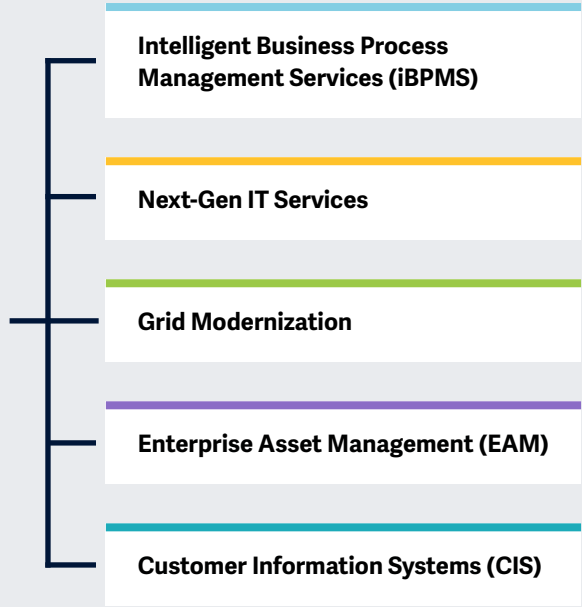 Intelligent Business Process
Management Services (iBPMS)
Next-Gen IT Services
Grid Modernization
Enterprise Asset Management (EAM)
Customer Information Systems (CIS)